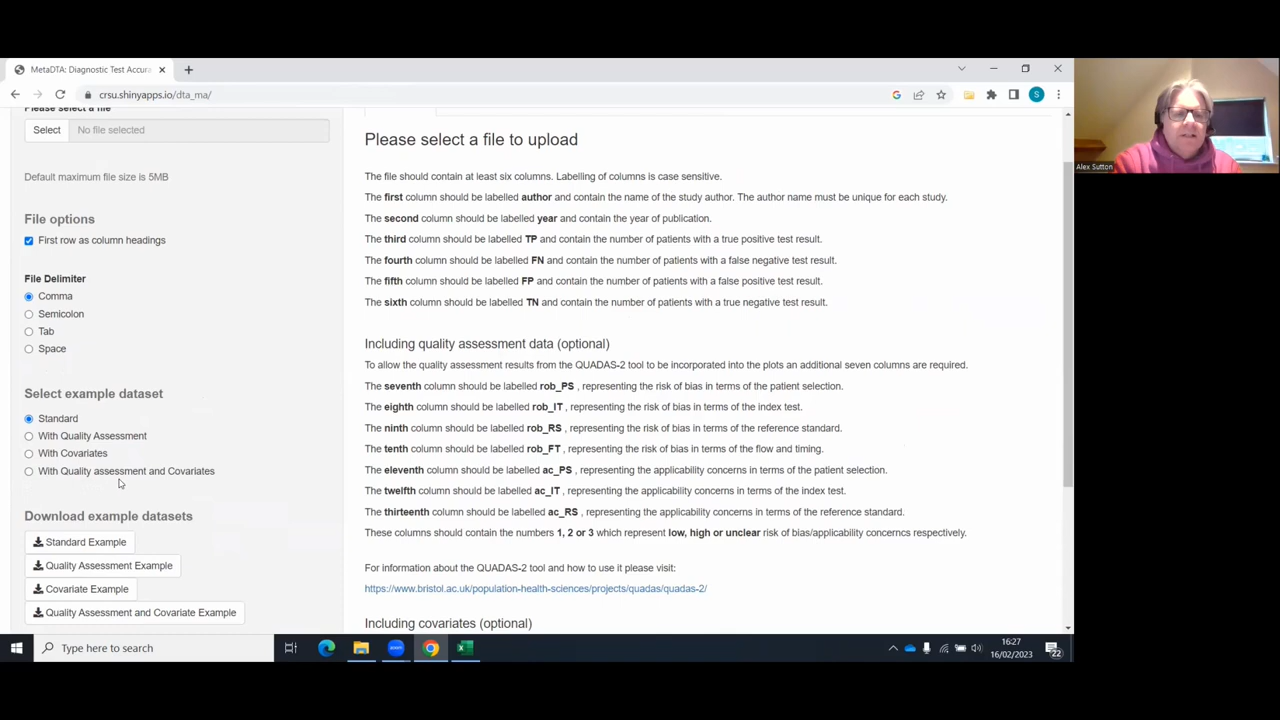 MetaDTA: Diagnostic Test Accura
crsu.shinyapps.io/dta_ma/
S
Alex Sutton
Please select a file
Select
No file selected
Default maximum file size is 5MB
File options
First row as column headings
File Delimiter
Comma
Semicolon
Tab
Space
Select example dataset
Standard
With Quality Assessment
With Covariates
With Quality assessment and Covariates
Download example datasets
Standard Example
Quality Assessment Example
Covariate Example
Quality Assessment and Covariate Example
Please select a file to upload
The file should contain at least six columns. Labelling of columns is case sensitive.
The first column should be labelled author and contain the name of the study author. The author name must be unique for each study.
The second column should be labelled year and contain the year of publication.
The third column should be labelled TP and contain the number of patients with a true positive test result.
The fourth column should be labelled FN and contain the number of patients with a false negative test result.
The fifth column should be labelled FP and contain the number of patients with a false positive test result.
The sixth column should be labelled TN and contain the number of patients with a true negative test result.
Including quality assessment data (optional)
To allow the quality assessment results from the QUADAS-2 tool to be incorporated into the plots an additional seven columns are required.
The seventh column should be labelled rob_PS , representing the risk of bias in terms of the patient selection.
The eighth column should be labelled rob_IT , representing the risk of bias in terms of the index test.
The ninth column should be labelled rob_RS , representing the risk of bias in terms of the reference standard.
The tenth column should be labelled rob_FT , representing the risk of bias in terms of the flow and timing.
The eleventh column should be labelled ac_PS , representing the applicability concerns in terms of the patient selection.
The twelfth column should be labelled ac_IT , representing the applicability concerns in terms of the index test.
The thirteenth column should be labelled ac_RS , representing the applicability concerns in terms of the reference standard.
These columns should contain the numbers 1, 2 or 3 which represent low, high or unclear risk of bias/applicability concerncs respectively.
For information about the QUADAS-2 tool and how to use it please visit:
https://www.bristol.ac.uk/population-health-sciences/projects/quadas/quadas-2/
Including covariates (optional)
Type here to search
16:27
16/02/2023
22